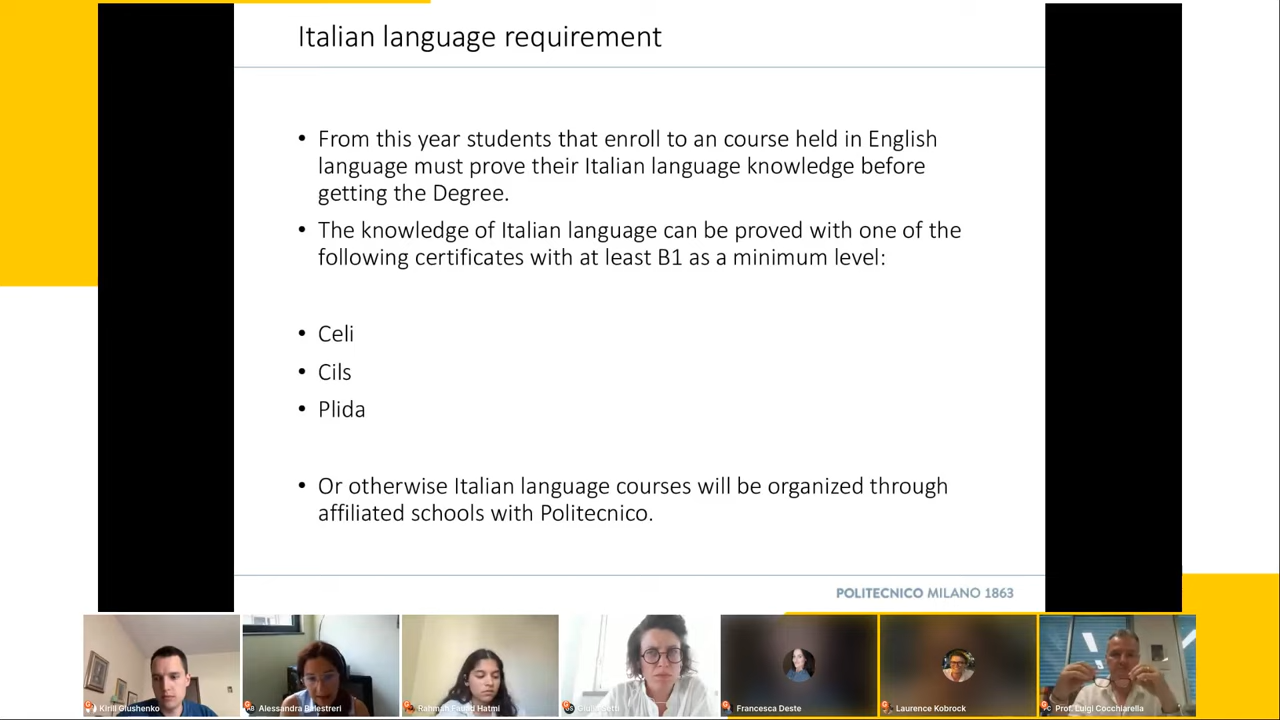 Italian language requirement
• From this year students that enroll to an course held in English
language must prove their Italian language knowledge before
getting the Degree.
• The knowledge of Italian language can be proved with one of the
following certificates with at least B1 as a minimum level:
• Celi
• Cils
• Plida
• Or otherwise Italian language courses will be organized through
affiliated schools with Politecnico.
POLITECNICO MILANO 1863
Kirill Glushenko
Alessandra Balestreri
Rahmah Hatmi
Francesca Deste
Laurence Kobrock
Prof. Luigi Cocchiarella